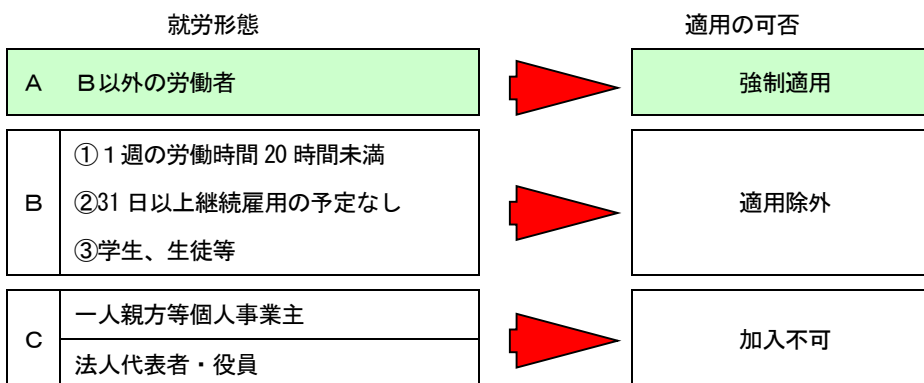 就労形態
適用の可否
A B以外の労働者
強制適用
B
①１週の労働時間 20 時間未満
②31 日以上継続雇用の予定なし
③学生、生徒等
適用除外
C
一人親方等個人事業主
法人代表者・役員
加入不可